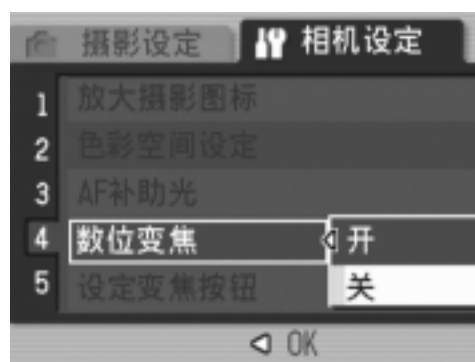 摄影设定 相机设定
1 放大摄影图标
2 色彩空间设定
3 AF补助光
4 数位变焦 开
5 设定变焦按钮 关
OK